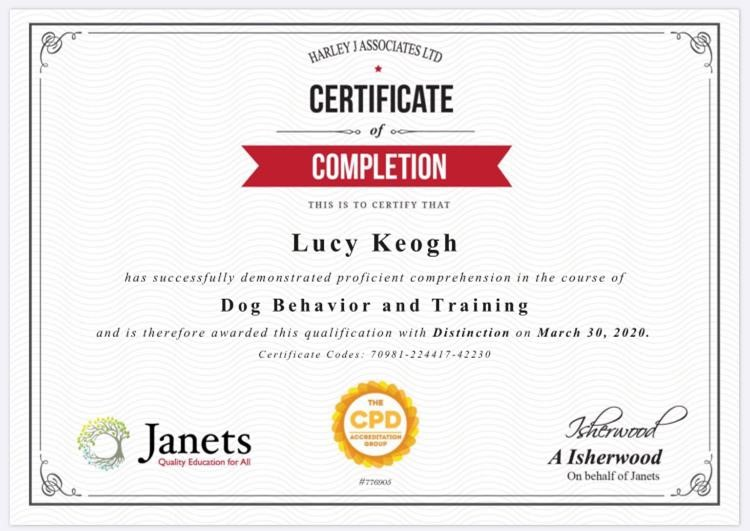 HARLEY J ASSOCIATES LTD
CERTIFICATE
of
COMPLETION
THIS IS TO CERTIFY THAT
Lucy Keogh
has successfully demonstrated proficient comprehension in the course of
Dog Behavior and Training
and is therefore awarded this qualification with Distinction on March 30, 2020.
Certificate Codes: 70981-224417-42230
THE
CPD
ACCREDITATION
GROUP
#776905
Janets
Quality Education for All
Isherwood
A Isherwood
On behalf of Janets